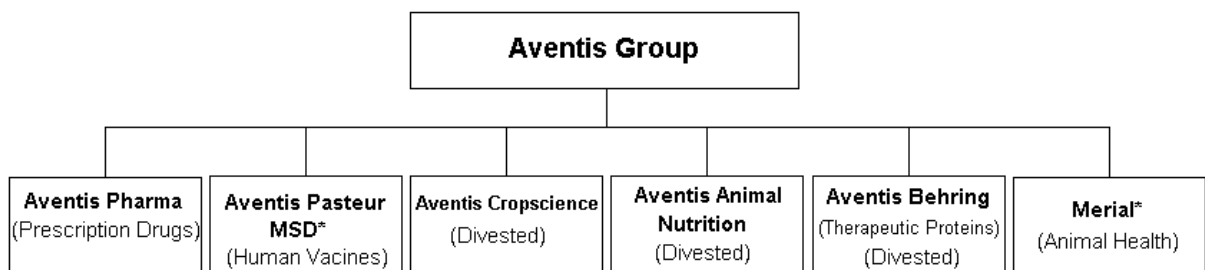 Aventis Group
Aventis Pharma
(Prescription Drugs)
Aventis Pasteur
MSD*
(Human Vacines)
Aventis Cropscience
(Divested)
Aventis Animal
Nutrition
(Divested)
Aventis Behring
(Therapeutic Proteins)
(Divested)
Merial*
(Animal Health)